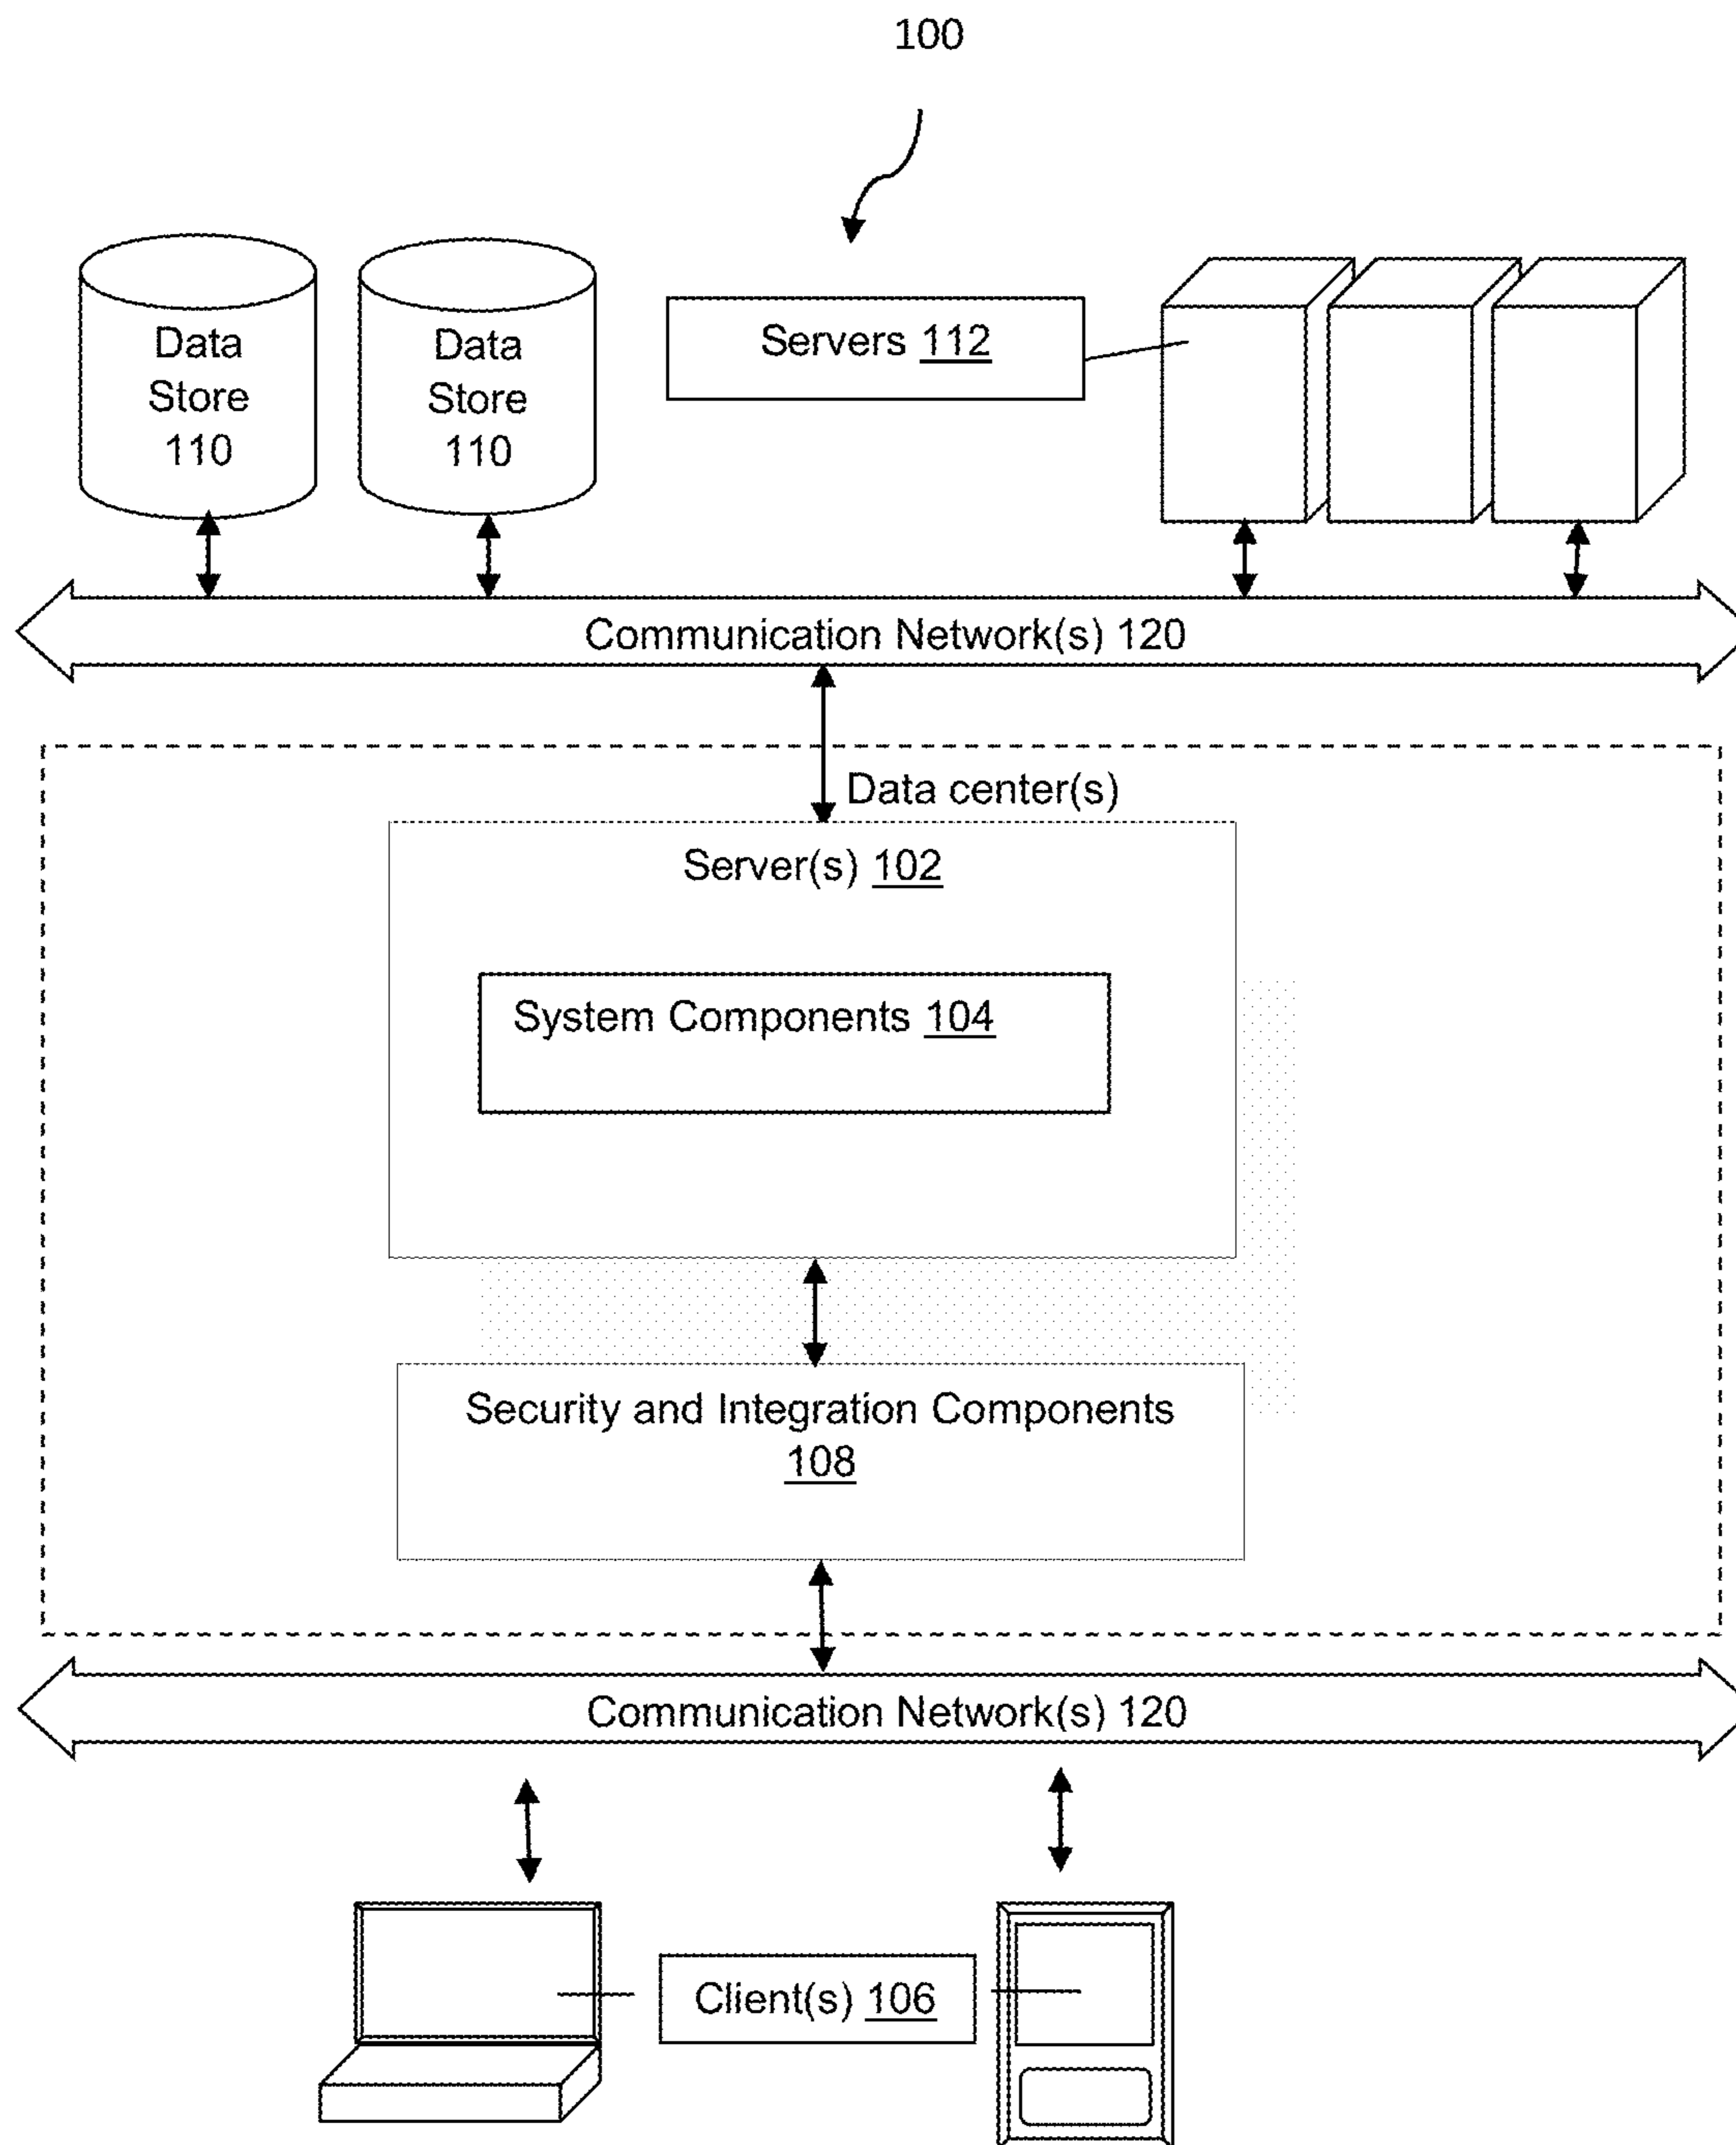 100
Data
Store
110
Data
Store
110
Servers 112
Communication Network(s) 120
Data center(s)
Server(s) 102
System Components 104
Security and Integration Components
108
Communication Network(s) 120
Client(s) 106